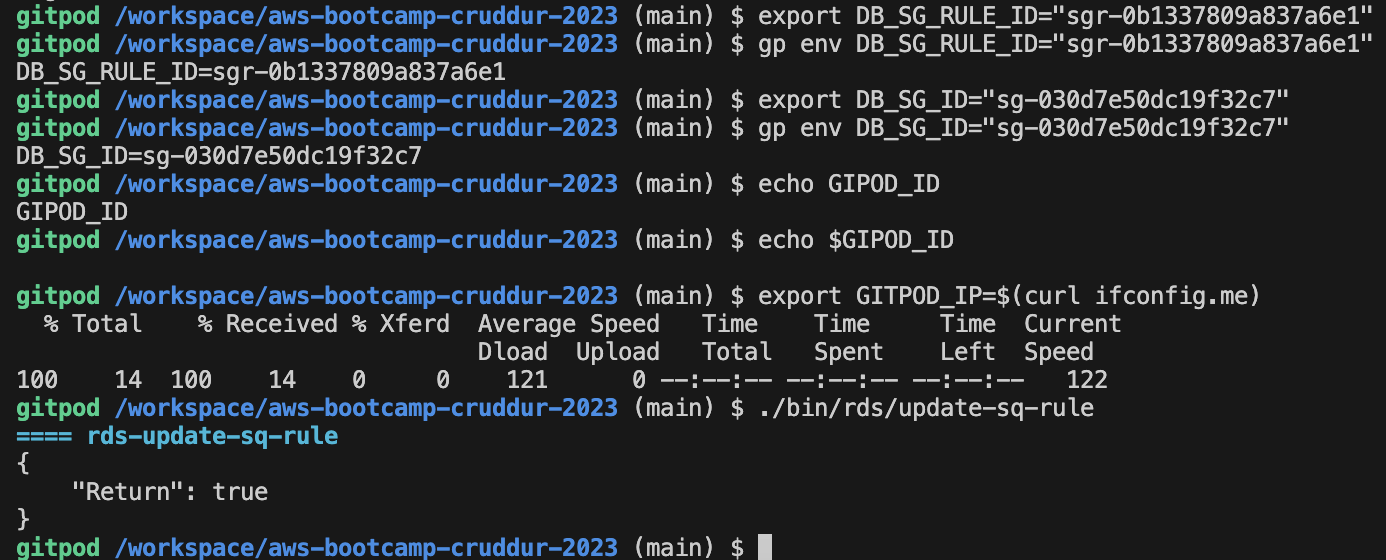 gitpod /workspace/aws-bootcamp-cruddur-2023 (main) $ export DB_SG_RULE_ID="sgr-0b1337809a837a6e1"
gitpod /workspace/aws-bootcamp-cruddur-2023 (main) $ gp env DB_SG_RULE_ID="sgr-0b1337809a837a6e1"
DB_SG_RULE_ID=sgr-0b1337809a837a6e1
gitpod /workspace/aws-bootcamp-cruddur-2023 (main) $ export DB_SG_ID="sg-030d7e50dc19f32c7"
gitpod /workspace/aws-bootcamp-cruddur-2023 (main) $ gp env DB_SG_ID="sg-030d7e50dc19f32c7"
DB_SG_ID=sg-030d7e50dc19f32c7
gitpod /workspace/aws-bootcamp-cruddur-2023 (main) $ echo GIPOD_ID
GIPOD_ID
gitpod /workspace/aws-bootcamp-cruddur-2023 (main) $ echo $GIPOD_ID
gitpod /workspace/aws-bootcamp-cruddur-2023 (main) $ export GITPOD_IP=$(curl ifconfig.me)
  % Total    % Received % Xferd  Average Speed   Time    Time     Time  Current
                                 Dload  Upload   Total   Spent    Left  Speed
100    14  100    14    0     0    121      0 --:--:-- --:--:-- --:--:--   122
gitpod /workspace/aws-bootcamp-cruddur-2023 (main) $ ./bin/rds/update-sq-rule
==== rds-update-sq-rule
{
    "Return": true
}
gitpod /workspace/aws-bootcamp-cruddur-2023 (main) $